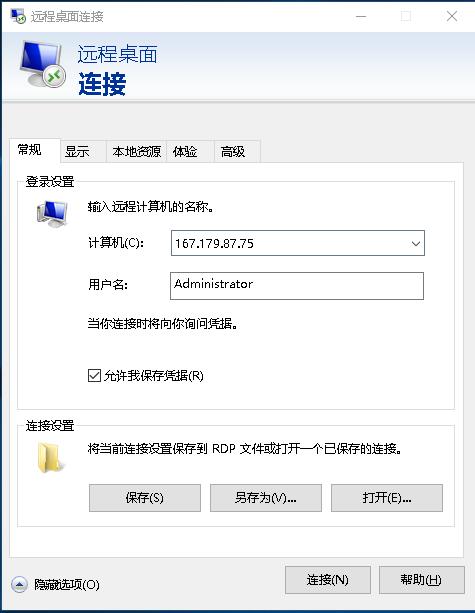 远程桌面连接
远程桌面
连接
常规 显示 本地资源 体验 高级
登录设置
输入远程计算机的名称。
计算机(C): 167.179.87.75
用户名: Administrator
当你连接时将向你询问凭据。
允许我保存凭据(R)
连接设置
将当前连接设置保存到 RDP 文件或打开一个已保存的连接。
保存(S) 另存为(V)... 打开(E)...
隐藏选项(O) 连接(N) 帮助(H)